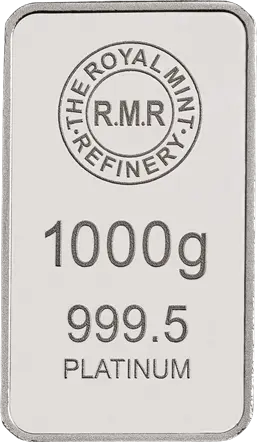 ·THE ROYAL MINT·
REFINERY
R.M.R
1000g
999.5
PLATINUM